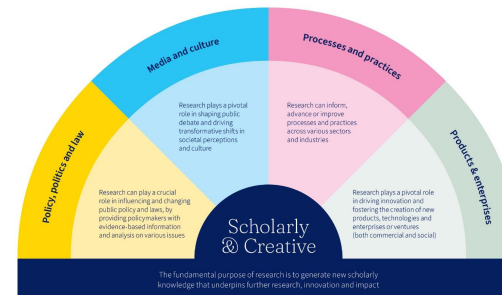 Policy, politics and law
Media and culture
Processes and practices
Products & enterprises
Research can play a crucial
role in influencing and changing
public policy and laws, by
providing policymakers with
evidence-based information
and analysis on various issues
Research plays a pivotal
role in shaping public
debate and driving
transformative shifts in
societal perceptions
and culture
Research can inform,
advance or improve
processes and practices
across various sectors
and industries
Research plays a pivotal role
in driving innovation and
fostering the creation of new
products, technologies and
enterprises or ventures
(both commercial and social)
Scholarly
& Creative
The fundamental purpose of research is to generate new scholarly
knowledge that underpins further research, innovation and impact